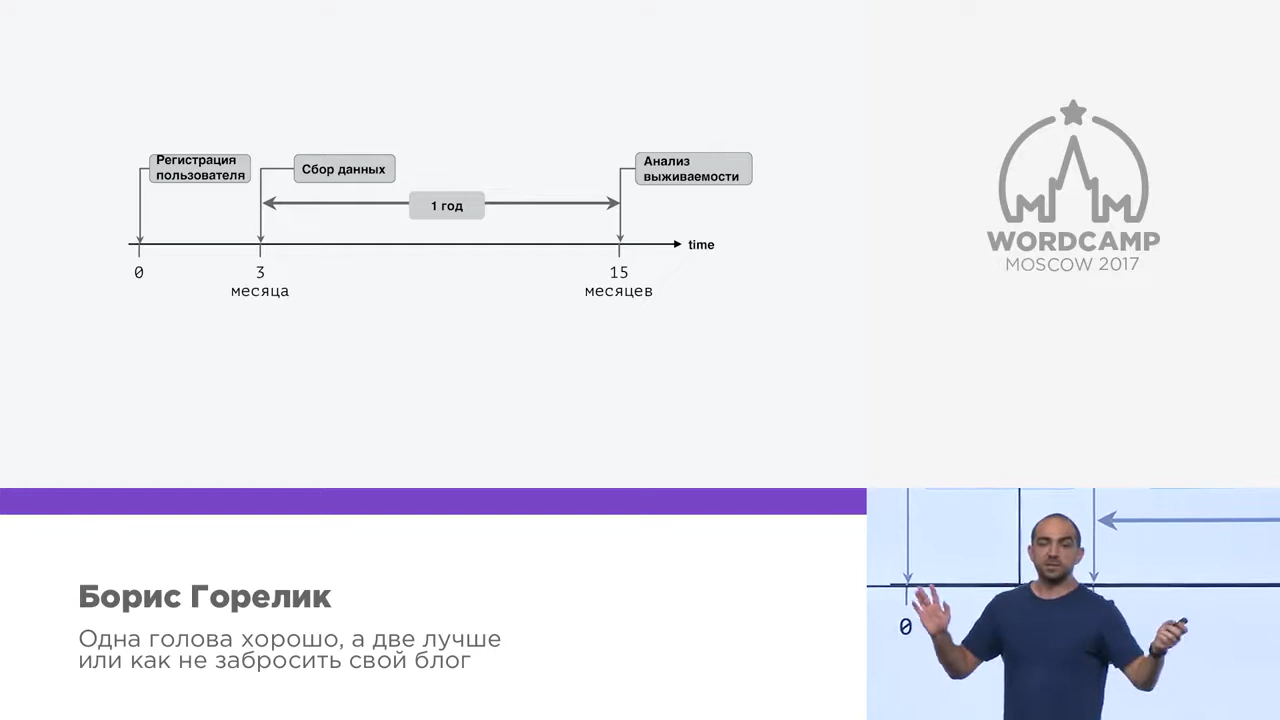 Регистрация
пользователя
Сбор данных
Анализ
выживаемости
1 год
time
0
3
месяца
15
месяцев
WORDCAMP
MOSCOW 2017
Борис Горелик
Одна голова хорошо, а две лучше
или как не забросить свой блог
0